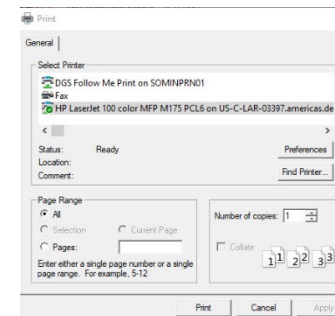 Print
General
Select Printer
DGS Follow Me Print on SOMINPRN01
Fax
HP LaserJet 100 color MFP M175 PCL6 on US-C-LAR-03397.americas.de
Status: Ready Preferences
Location:
Comment: Find Printer...
Page Range
All Number of copies: 1
Selection Current Page
Pages: Collate
Enter either a single page number or a single
page range. For example, 5-12
11 22 33
Print Cancel Apply